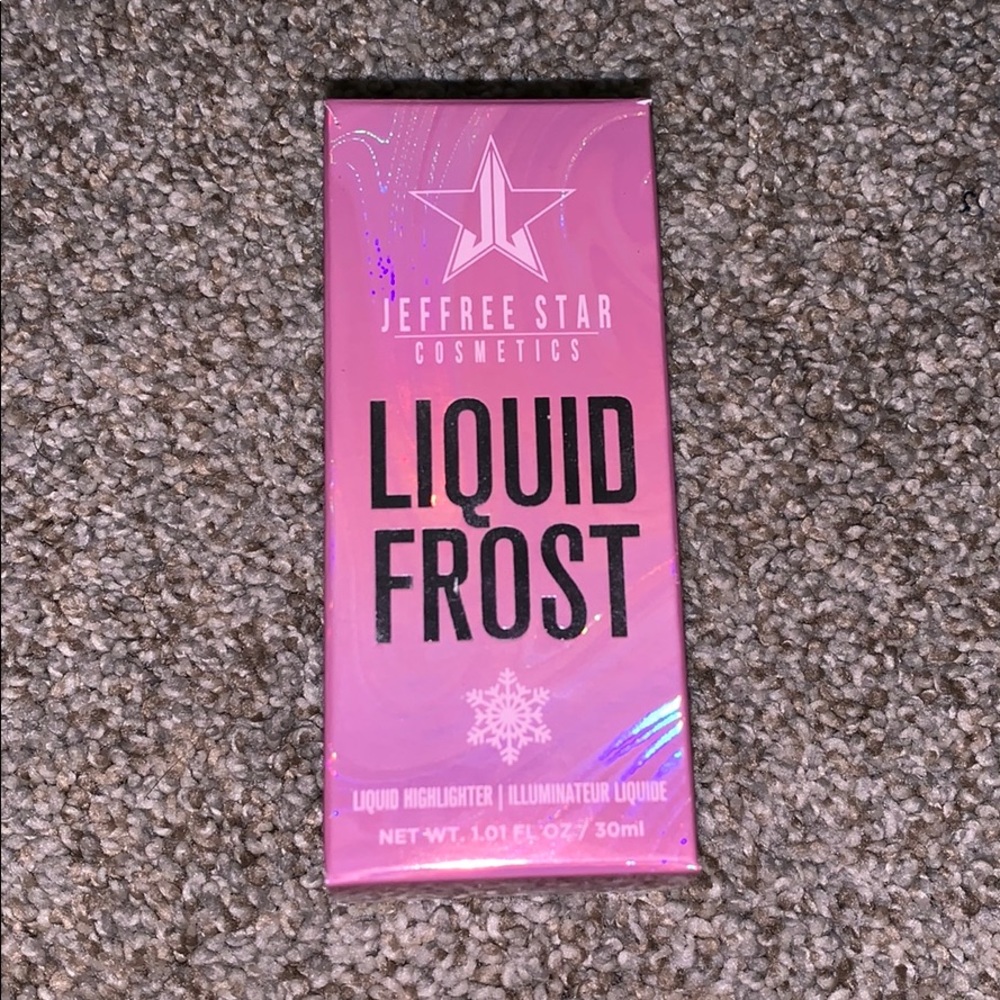 JEFFREE STAR
COSMETICS
LIQUID
FROST
LIQUID HIGHLIGHTER | ILLUMINATEUR LIQUIDE
NET WT. 1.01 FL OZ / 30ml